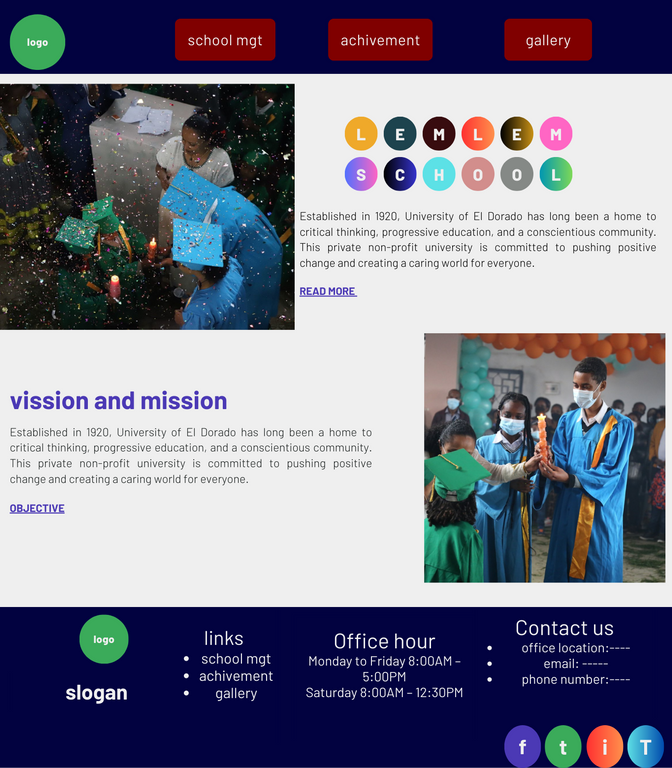 logo
school mgt
achivement
gallery
LEMLEM
SCHOOL
Established in 1920, University of El Dorado has long been a home to
critical thinking, progressive education, and a conscientious community.
This private non-profit university is committed to pushing positive
change and creating a caring world for everyone.
READ MORE
vission and mission
Established in 1920, University of El Dorado has long been a home to
critical thinking, progressive education, and a conscientious community.
This private non-profit university is committed to pushing positive
change and creating a caring world for everyone.
OBJECTIVE
logo
slogan
links
school mgt
achivement
gallery
Office hour
Monday to Friday 8:00AM –
5:00PM
Saturday 8:00AM – 12:30PM
Contact us
office location:----
email: -----
phone number:----
f t i T